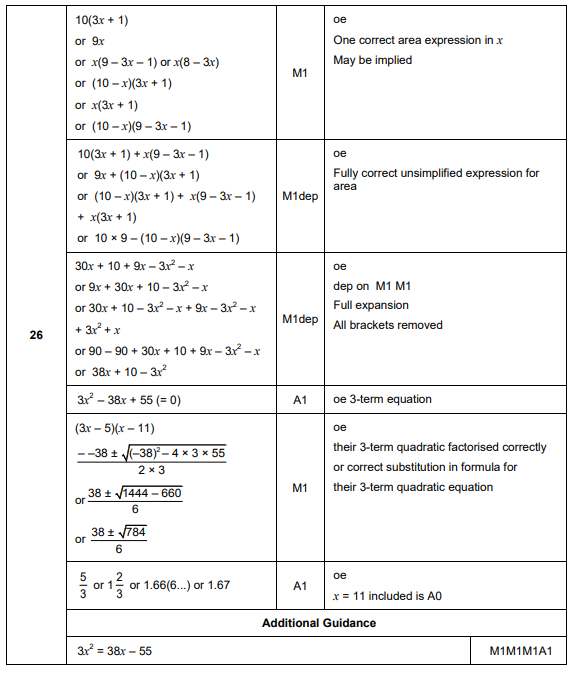 26
10(3x + 1)
or 9x
or x(9 – 3x – 1) or x(8 – 3x)
or (10 – x)(3x + 1)
or x(3x + 1)
or (10 – x)(9 – 3x – 1)
M1
oe
One correct area expression in x
May be implied
10(3x + 1) + x(9 – 3x – 1)
or 9x + (10 – x)(3x + 1)
or (10 – x)(3x + 1) + x(9 – 3x – 1)
+ x(3x + 1)
or 10 × 9 – (10 – x)(9 – 3x – 1)
M1dep
oe
Fully correct unsimplified expression for
area
30x + 10 + 9x – 3x² – x
or 9x + 30x + 10 – 3x² – x
or 30x + 10 – 3x² – x + 9x – 3x² – x
+ 3x² + x
or 90 – 90 + 30x + 10 + 9x – 3x² – x
or 38x + 10 – 3x²
M1dep
oe
dep on M1 M1
Full expansion
All brackets removed
3x² – 38x + 55 (= 0)
A1
oe 3-term equation
(3x – 5)(x – 11)
– –38 ± √((–38)² – 4 × 3 × 55)
2 × 3
or 38 ± √(1444 – 660)
6
or 38 ± √784
6
M1
oe
their 3-term quadratic factorised correctly
or correct substitution in formula for
their 3-term quadratic equation
5/3 or 1 2/3 or 1.66(6...) or 1.67
A1
oe
x = 11 included is A0
Additional Guidance
3x² = 38x – 55
M1M1M1A1